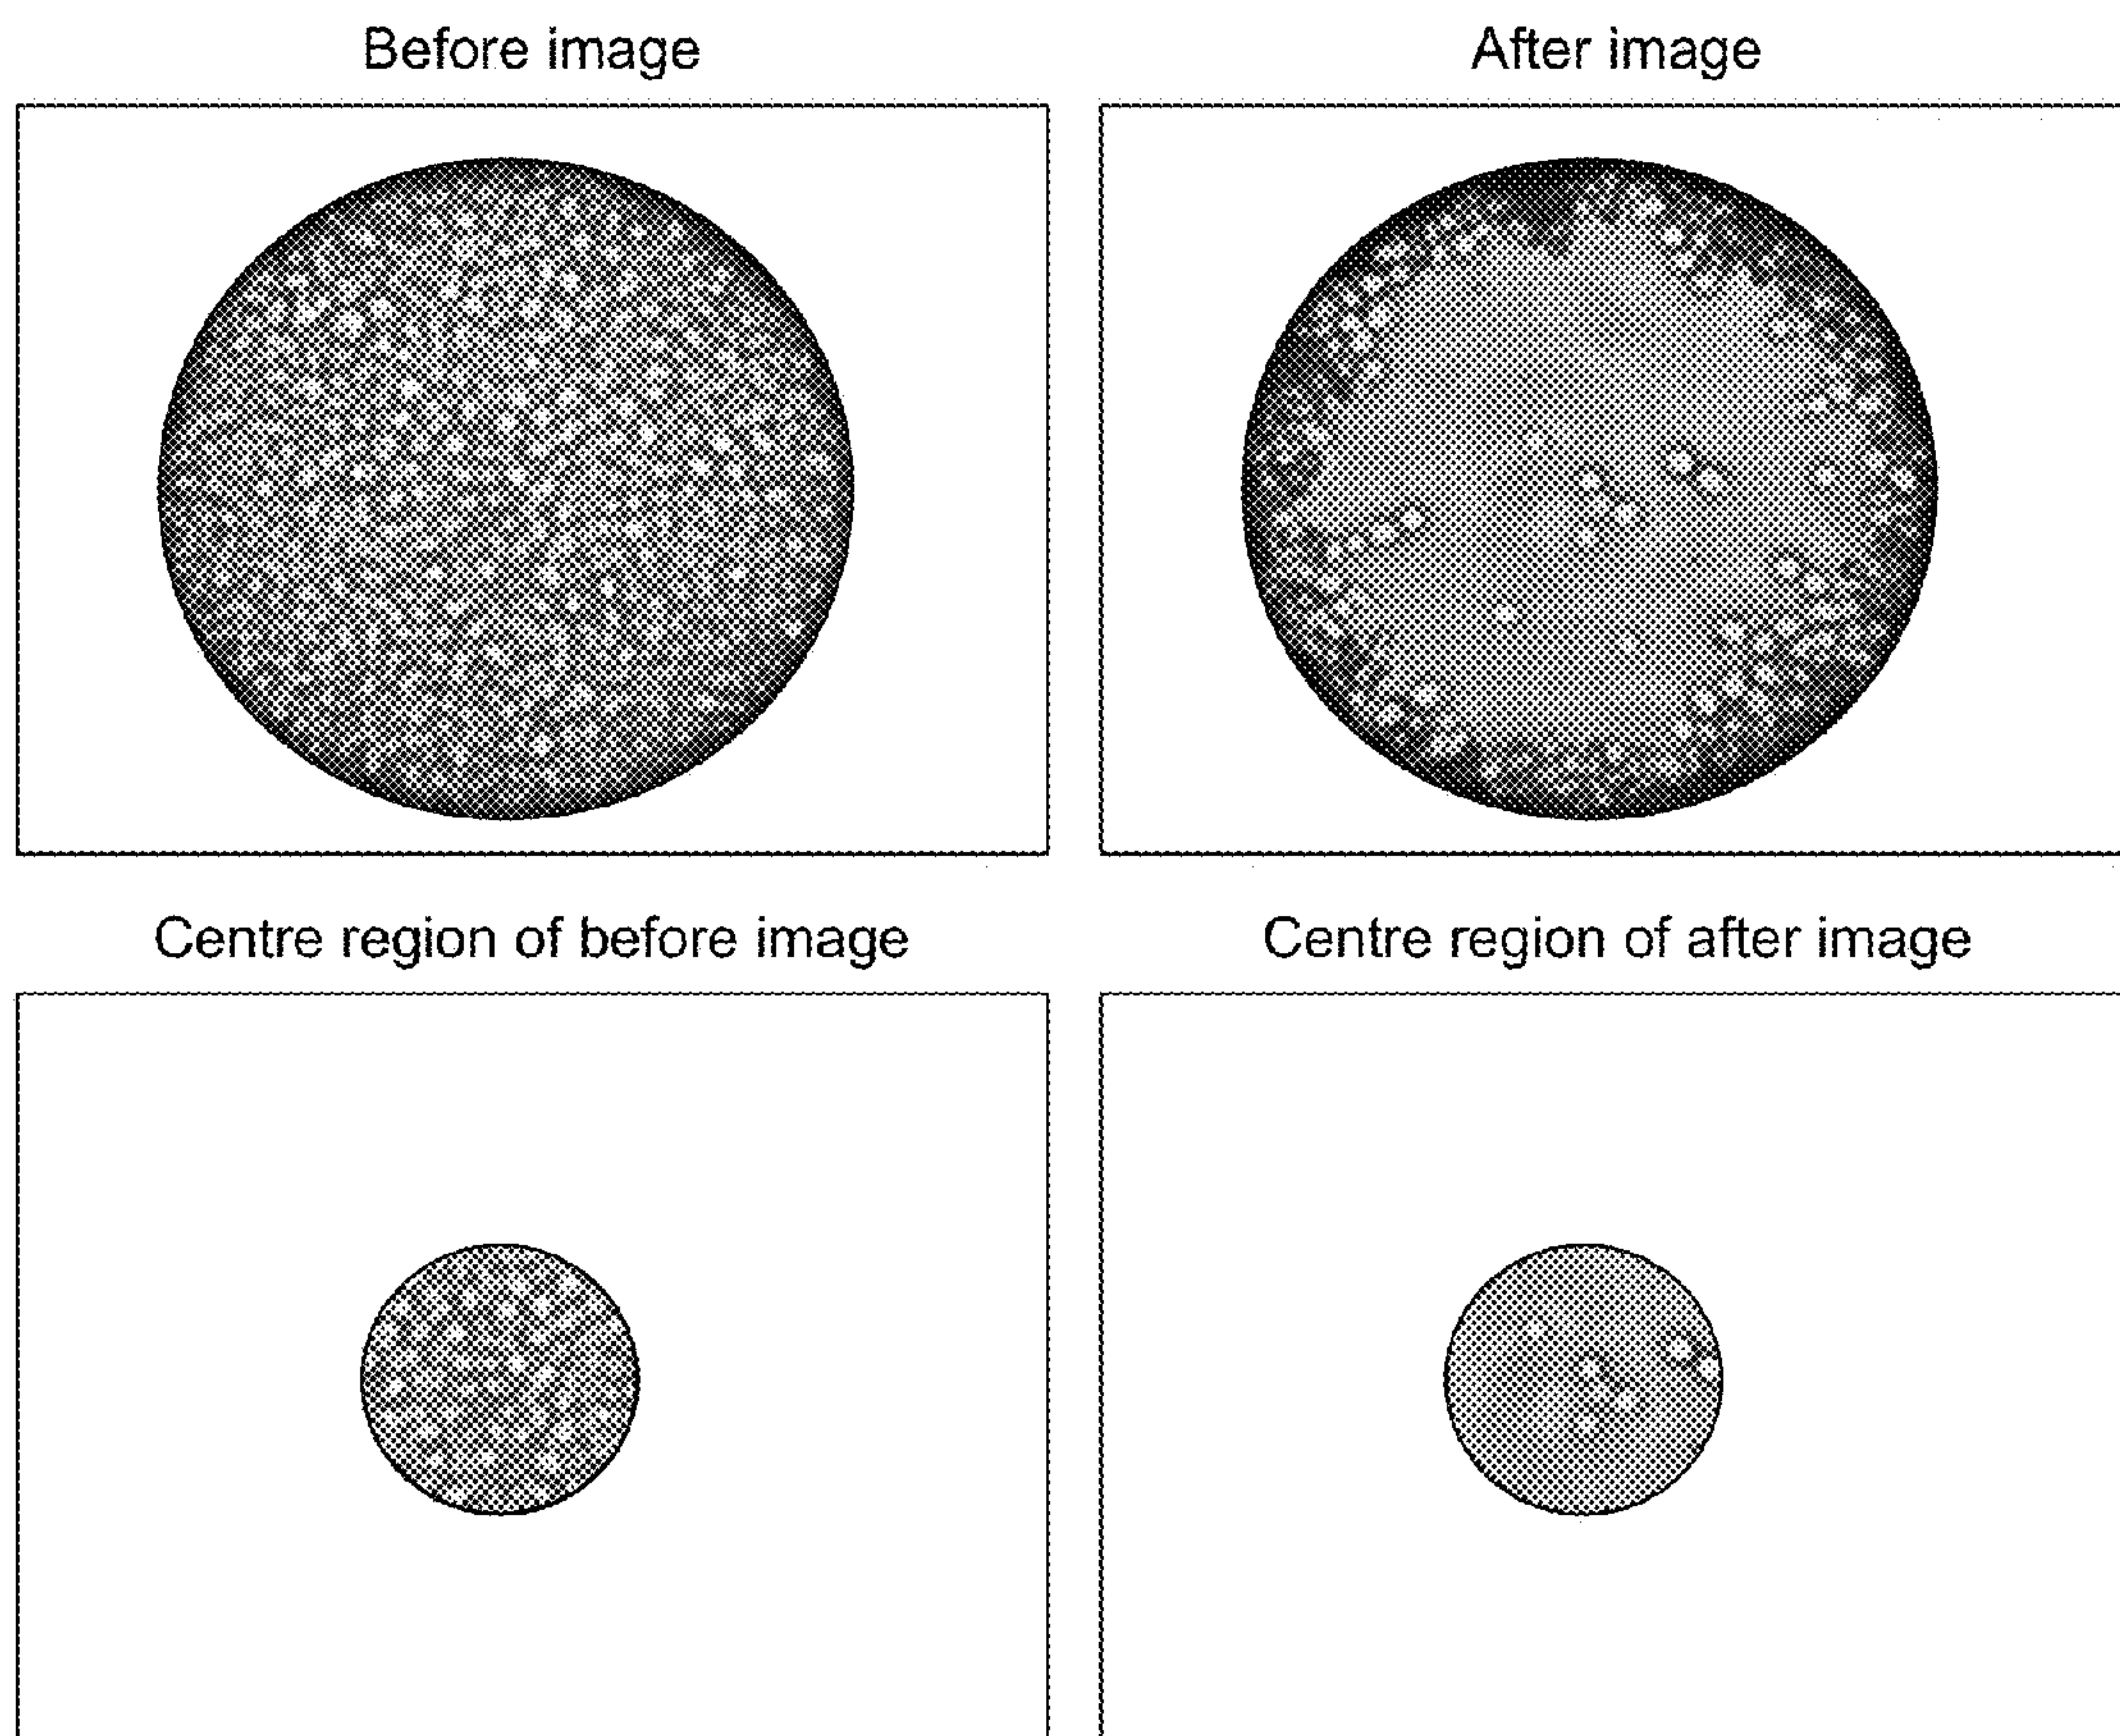 Before image
After image
Centre region of before image
Centre region of after image